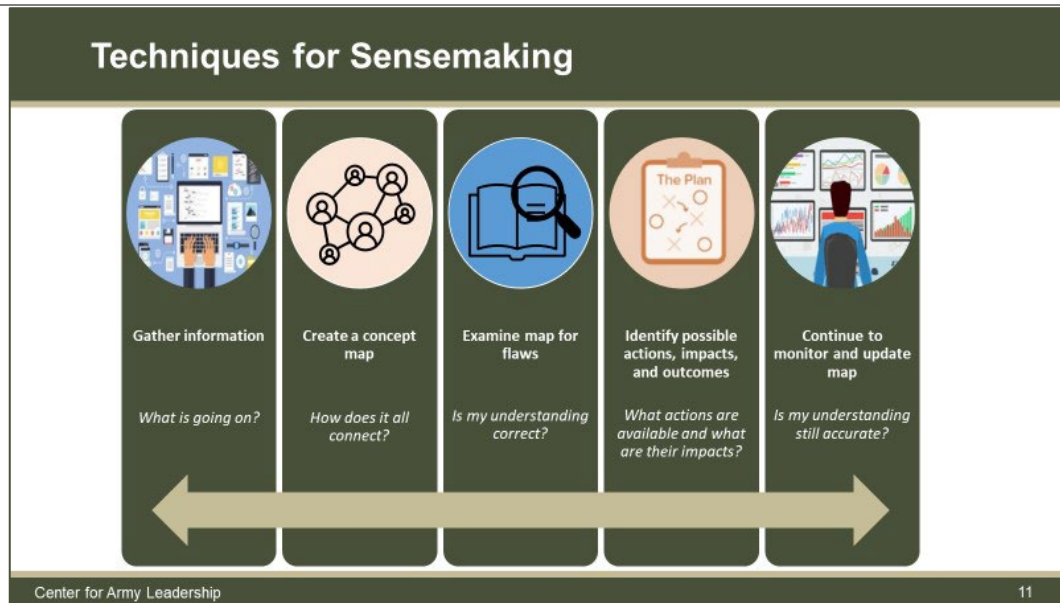 Techniques for Sensemaking
The Plan
Gather information
What is going on?
Create a concept
map
How does it all
connect?
Examine map for
flaws
Is my understanding
correct?
Identify possible
actions, impacts,
and outcomes
What actions are
available and what
are their impacts?
Continue to
monitor and update
map
Is my understanding
still accurate?
Center for Army Leadership
11